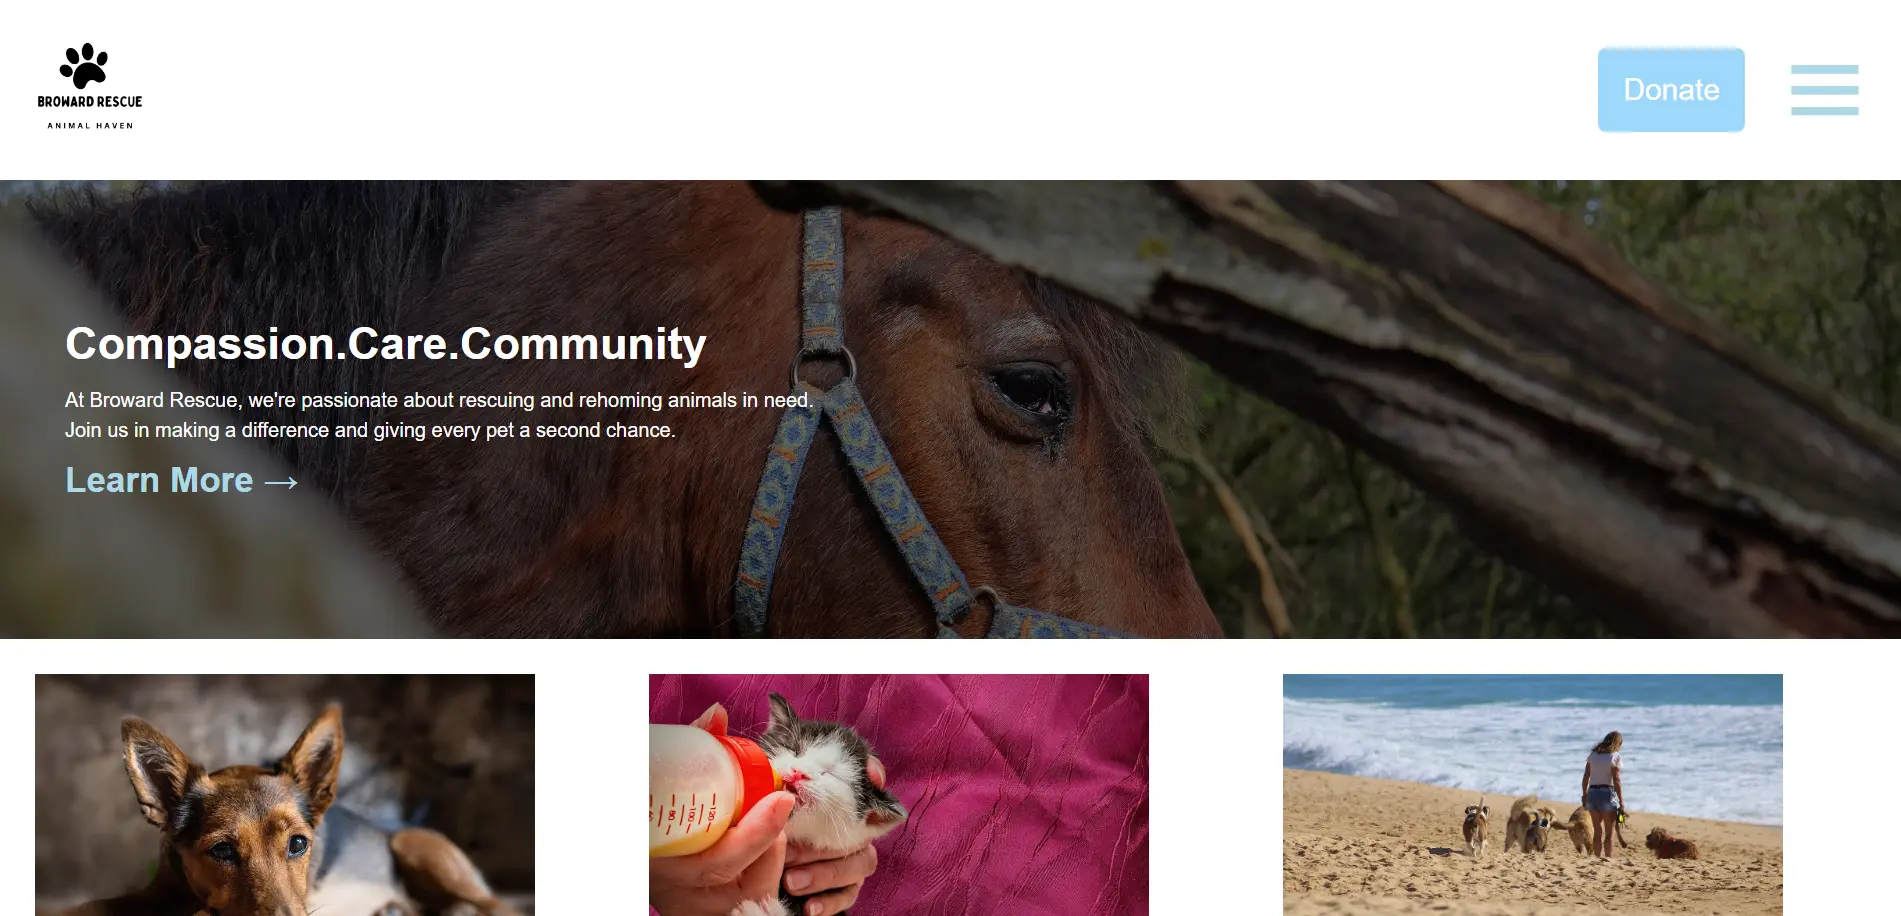 BROWARD RESCUE
ANIMAL HAVEN
Donate
Compassion.Care.Community
At Broward Rescue, we're passionate about rescuing and rehoming animals in need.
Join us in making a difference and giving every pet a second chance.
Learn More →